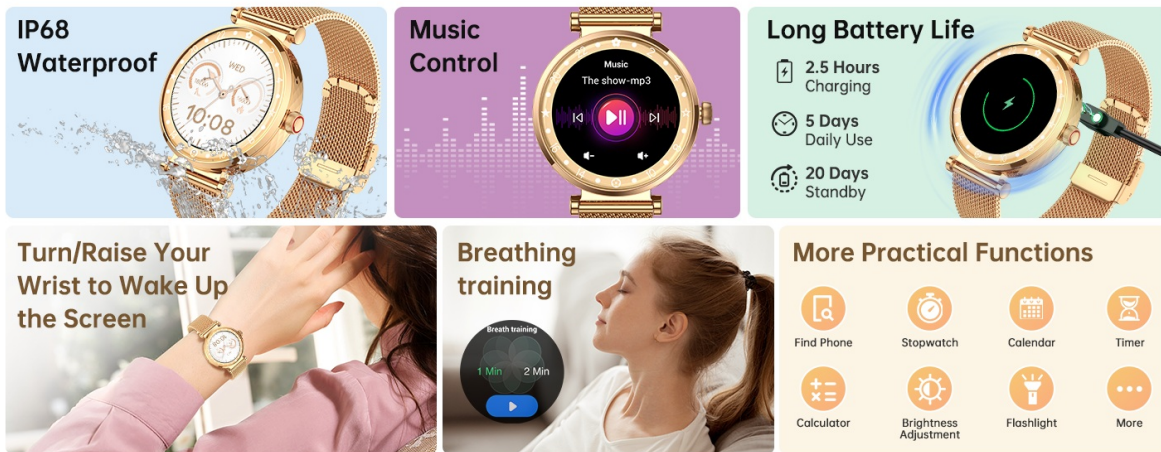 IP68
Waterproof
WED
10:08
Music
Control
Music
The show-mp3
Long Battery Life
2.5 Hours
Charging
5 Days
Daily Use
20 Days
Standby
Turn/Raise Your
Wrist to Wake Up
the Screen
Breathing
training
Breath training
1 Min
2 Min
More Practical Functions
Find Phone
Stopwatch
Calendar
Timer
Calculator
Brightness
Adjustment
Flashlight
More